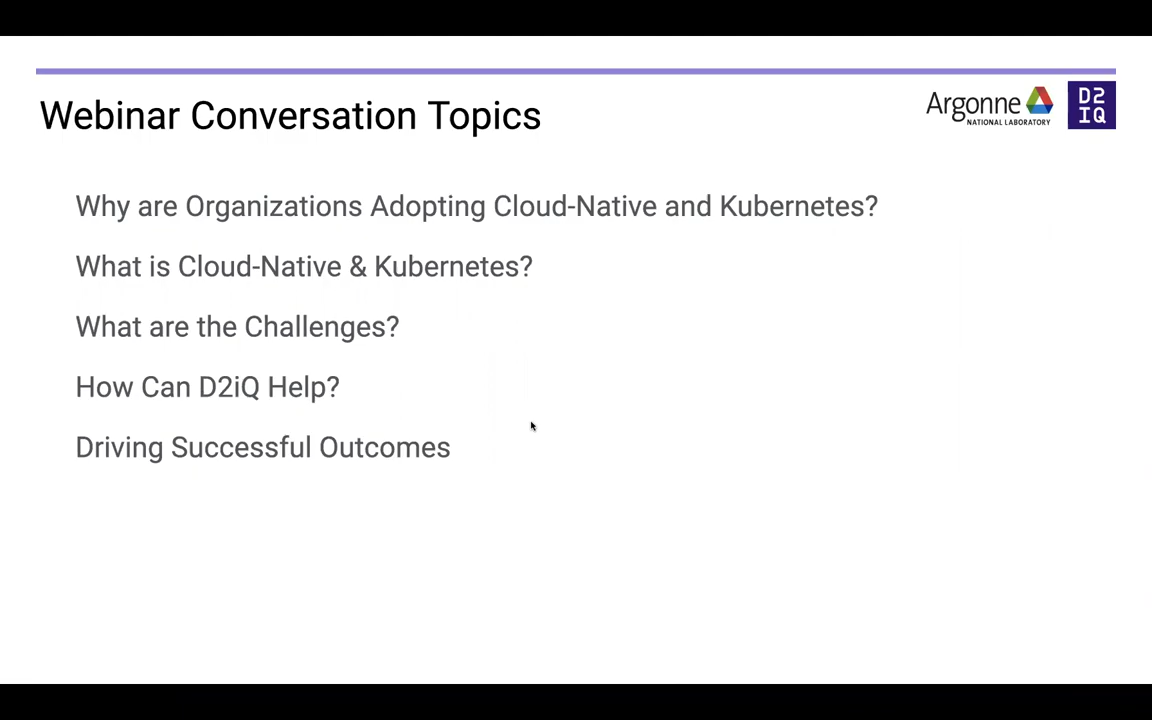 Webinar Conversation Topics
Argonne
NATIONAL LABORATORY
D2
IQ
Why are Organizations Adopting Cloud-Native and Kubernetes?
What is Cloud-Native & Kubernetes?
What are the Challenges?
How Can D2iQ Help?
Driving Successful Outcomes